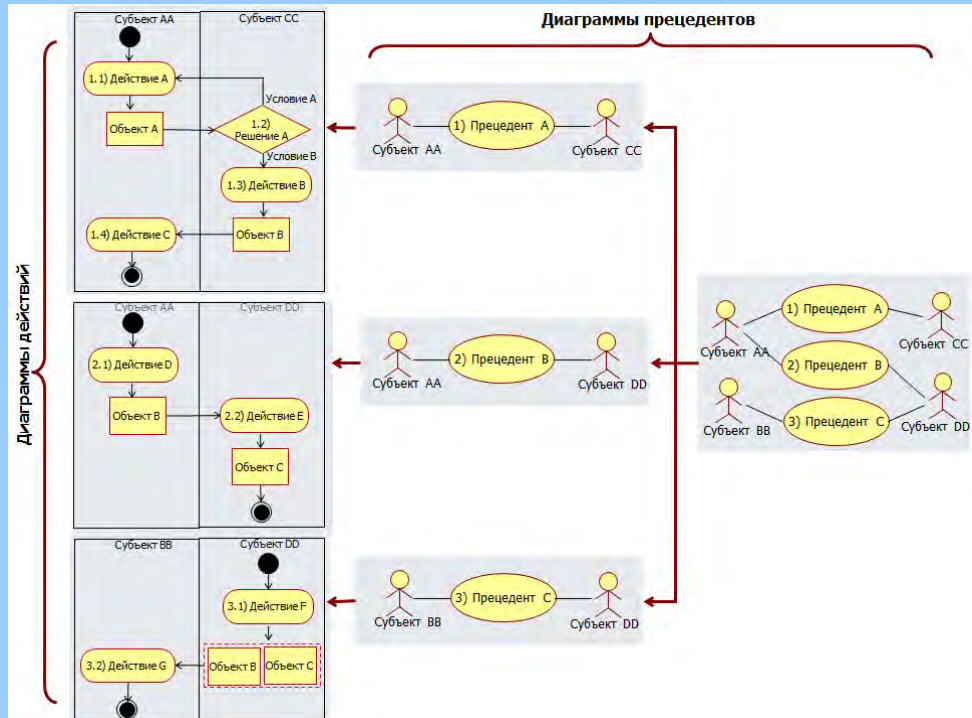 Диаграммы прецедентов
Диаграммы действий
Субъект AA
Субъект CC
1.1) Действие A
Условие A
Объект A
1.2)
Решение A
Условие B
1.3) Действие B
1.4) Действие C
Объект B
1) Прецедент A
Субъект AA
Субъект CC
Субъект AA
Субъект DD
2.1) Действие D
Объект B
2.2) Действие E
Объект C
2) Прецедент B
Субъект AA
Субъект DD
1) Прецедент A
Субъект CC
Субъект AA
2) Прецедент B
3) Прецедент C
Субъект BB
Субъект DD
Субъект BB
Субъект DD
3.1) Действие F
3.2) Действие G
Объект B
Объект C
3) Прецедент C
Субъект BB
Субъект DD